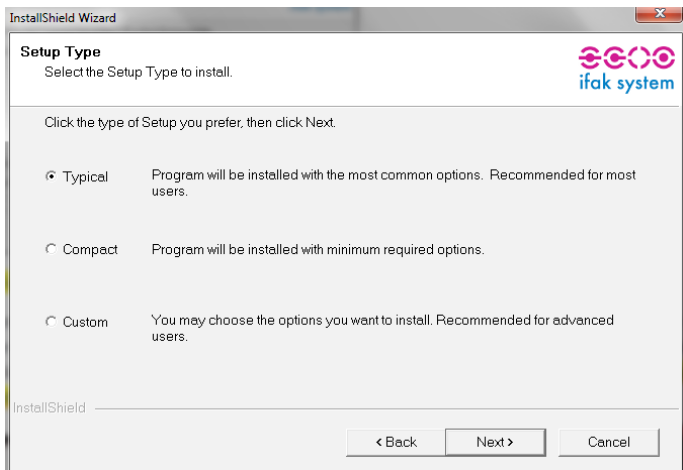 InstallShield Wizard
Setup Type
Select the Setup Type to install.
ifak system
Click the type of Setup you prefer, then click Next.
Typical Program will be installed with the most common options. Recommended for most
users.
Compact Program will be installed with minimum required options.
Custom You may choose the options you want to install. Recommended for advanced
users.
InstallShield
< Back Next > Cancel